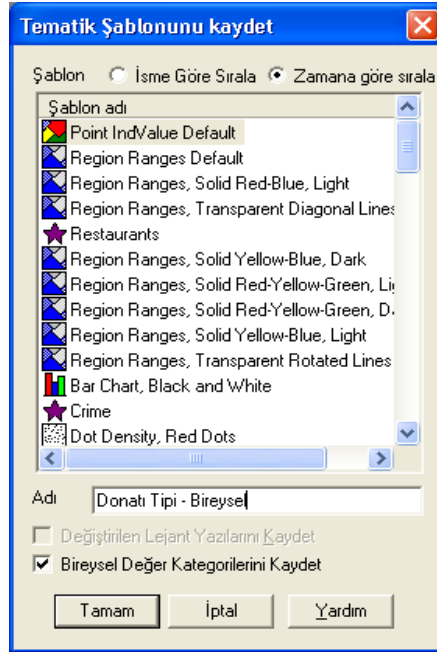 Tematik Şablonunu kaydet
Şablon İsme Göre Sırala Zamana göre sırala
Şablon adı
Point IndValue Default
Region Ranges Default
Region Ranges, Solid Red-Blue, Light
Region Ranges, Transparent Diagonal Lines
Restaurants
Region Ranges, Solid Yellow-Blue, Dark
Region Ranges, Solid Red-Yellow-Green, Li
Region Ranges, Solid Red-Yellow-Green, D
Region Ranges, Solid Yellow-Blue, Light
Region Ranges, Transparent Rotated Lines
Bar Chart, Black and White
Crime
Dot Density, Red Dots
Adı Donatı Tipi - Bireysel
Değiştirilen Lejant Yazılarını Kaydet
Bireysel Değer Kategorilerini Kaydet
Tamam İptal Yardım